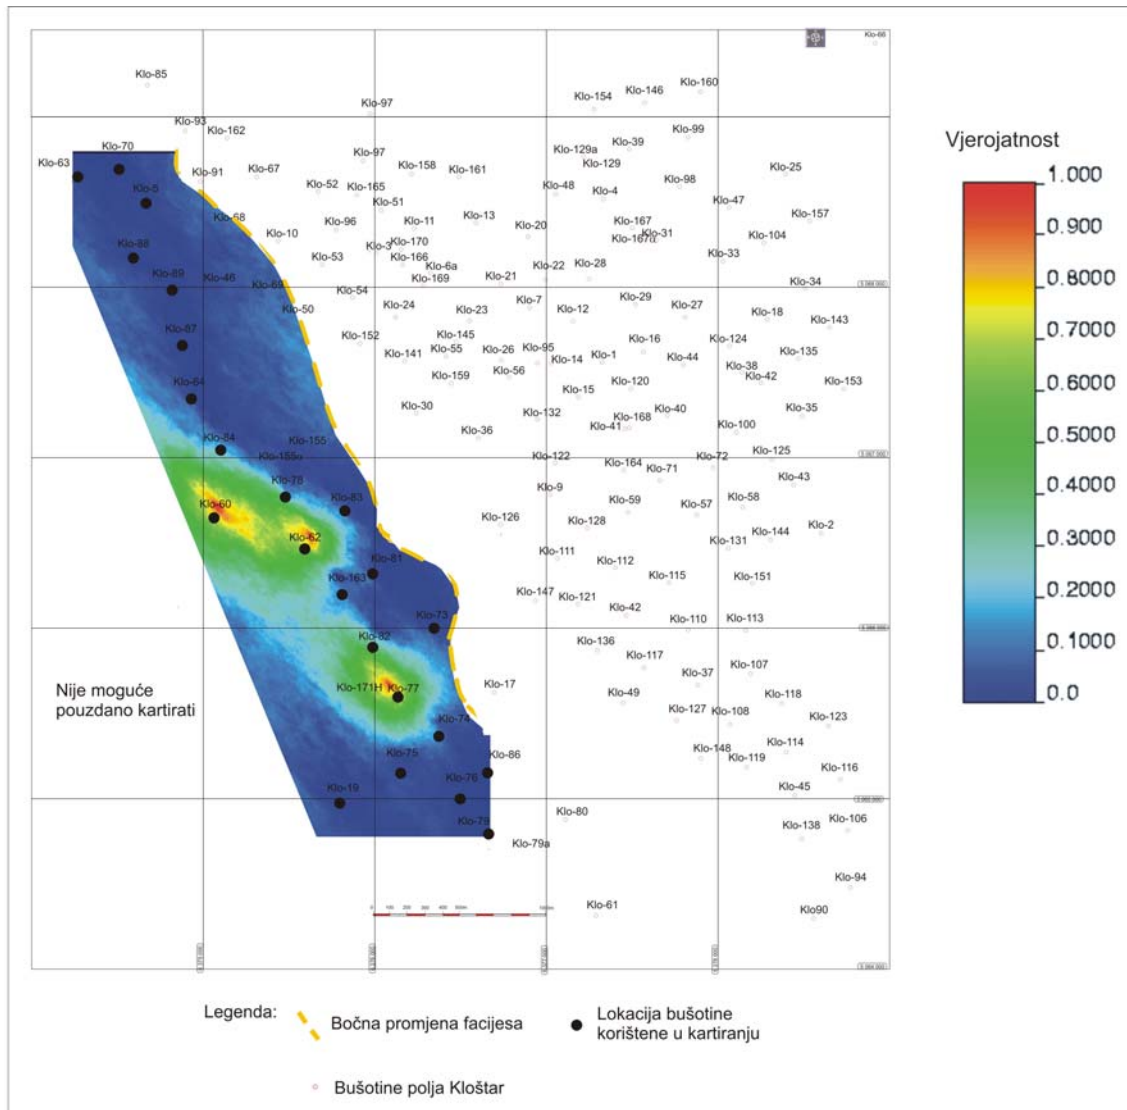 Klo-66
Klo-85
Klo-160
Klo-146
Klo-154
Klo-97
Klo-93
Klo-162
Klo-99
Klo-70
Klo-39
Klo-129a
Klo-97
Klo-129
Klo-63
Klo-158
Klo-161
Klo-25
Klo-91
Klo-67
Klo-98
Klo-5
Klo-52
Klo-165
Klo-48
Klo-4
Klo-51
Klo-47
Klo-68
Klo-96
Klo-11
Klo-13
Klo-20
Klo-167
Klo-157
Klo-10
Klo-3
Klo-170
Klo-167α
Klo-31
Klo-104
Klo-88
Klo-53
Klo-166
Klo-6a
Klo-22
Klo-28
Klo-33
Klo-89
Klo-46
Klo-69
Klo-169
Klo-21
Klo-34
Klo-54
Klo-50
Klo-24
Klo-23
Klo-7
Klo-12
Klo-29
Klo-27
Klo-18
Klo-143
Klo-87
Klo-152
Klo-145
Klo-141
Klo-55
Klo-26
Klo-95
Klo-14
Klo-1
Klo-16
Klo-44
Klo-124
Klo-135
Klo-38
Klo-64
Klo-159
Klo-56
Klo-15
Klo-120
Klo-42
Klo-153
Klo-30
Klo-132
Klo-168
Klo-40
Klo-35
Klo-84
Klo-155
Klo-36
Klo-41
Klo-100
Klo-155α
Klo-122
Klo-164
Klo-71
Klo-72
Klo-125
Klo-78
Klo-9
Klo-43
Klo-60
Klo-83
Klo-59
Klo-57
Klo-58
Klo-62
Klo-126
Klo-128
Klo-144
Klo-2
Klo-81
Klo-111
Klo-112
Klo-131
Klo-163
Klo-115
Klo-151
Klo-147
Klo-121
Klo-73
Klo-42
Klo-110
Klo-113
Klo-82
Klo-136
Klo-117
Klo-37
Klo-107
Klo-171H
Klo-77
Klo-17
Klo-49
Klo-118
Klo-74
Klo-127
Klo-108
Klo-123
Klo-75
Klo-86
Klo-148
Klo-119
Klo-114
Klo-76
Klo-116
Klo-19
Klo-45
Klo-79
Klo-80
Klo-138
Klo-106
Klo-79a
Klo-94
Klo-61
Klo90
Nije moguće
pouzdano kartirati
Vjerojatnost
1.000
0.900
0.8000
0.7000
0.6000
0.5000
0.4000
0.3000
0.2000
0.1000
0.0
Legenda:
Bočna promjena facijesa
Lokacija bušotine
korištene u kartiranju
Bušotine polja Kloštar